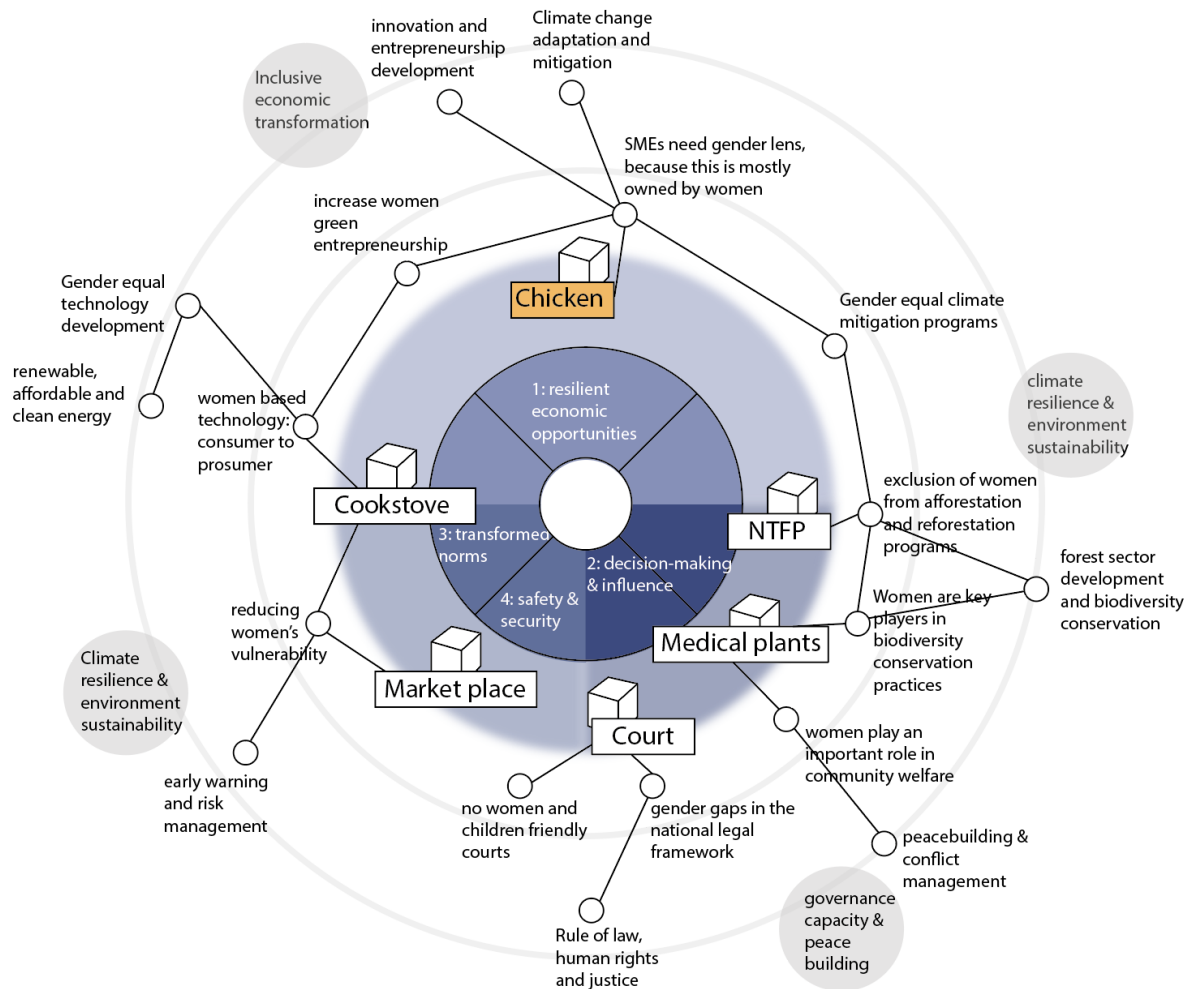 innovation and
entrepreneurship
development
Climate change
adaptation and
mitigation
Inclusive
economic
transformation
SMEs need gender lens,
because this is mostly
owned by women
increase women
green
entrepreneurship
Chicken
Gender equal
technology
development
Gender equal climate
mitigation programs
renewable,
affordable and
clean energy
women based
technology:
consumer to
prosumer
1: resilient
economic
opportunities
climate
resilience &
environment
sustainability
Cookstove
NTFP
exclusion of women
from afforestation
and reforestation
programs
3: transformed
norms
2: decision-making
& influence
4: safety &
security
forest sector
development
and biodiversity
conservation
reducing
women's
vulnerability
Medical plants
Women are key
players in
biodiversity
conservation
practices
Climate
resilience &
environment
sustainability
Market place
Court
women play an
important role in
community welfare
early warning
and risk
management
no women and
children friendly
courts
gender gaps in the
national legal
framework
peacebuilding &
conflict
management
governance
capacity &
peace
building
Rule of law,
human rights
and justice